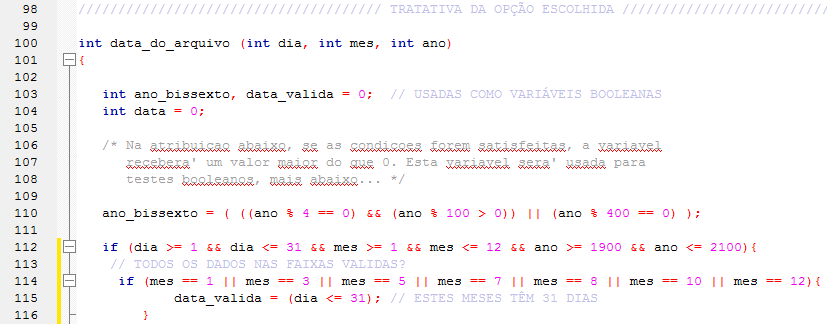 98 ////////////////////////////////////// TRATATIVA DA OPÇÃO ESCOLHIDA //////////////////////////
99
100 int data_do_arquivo (int dia, int mes, int ano)
101 {
102
103 int ano_bissexto, data_valida = 0; // USADAS COMO VARIÁVEIS BOOLEANAS
104 int data = 0;
105
106 /* Na atribuicao abaixo, se as condicoes forem satisfeitas, a variavel
107 recebera' um valor maior do que 0. Esta variavel sera' usada para
108 testes booleanos, mais abaixo... */
109
110 ano_bissexto = ( ((ano % 4 == 0) && (ano % 100 > 0)) || (ano % 400 == 0) );
111
112 if (dia >= 1 && dia <= 31 && mes >= 1 && mes <= 12 && ano >= 1900 && ano <= 2100){
113 // TODOS OS DADOS NAS FAIXAS VALIDAS?
114 if (mes == 1 || mes == 3 || mes == 5 || mes == 7 || mes == 8 || mes == 10 || mes == 12){
115 data_valida = (dia <= 31); // ESTES MESES TÊM 31 DIAS
116 }